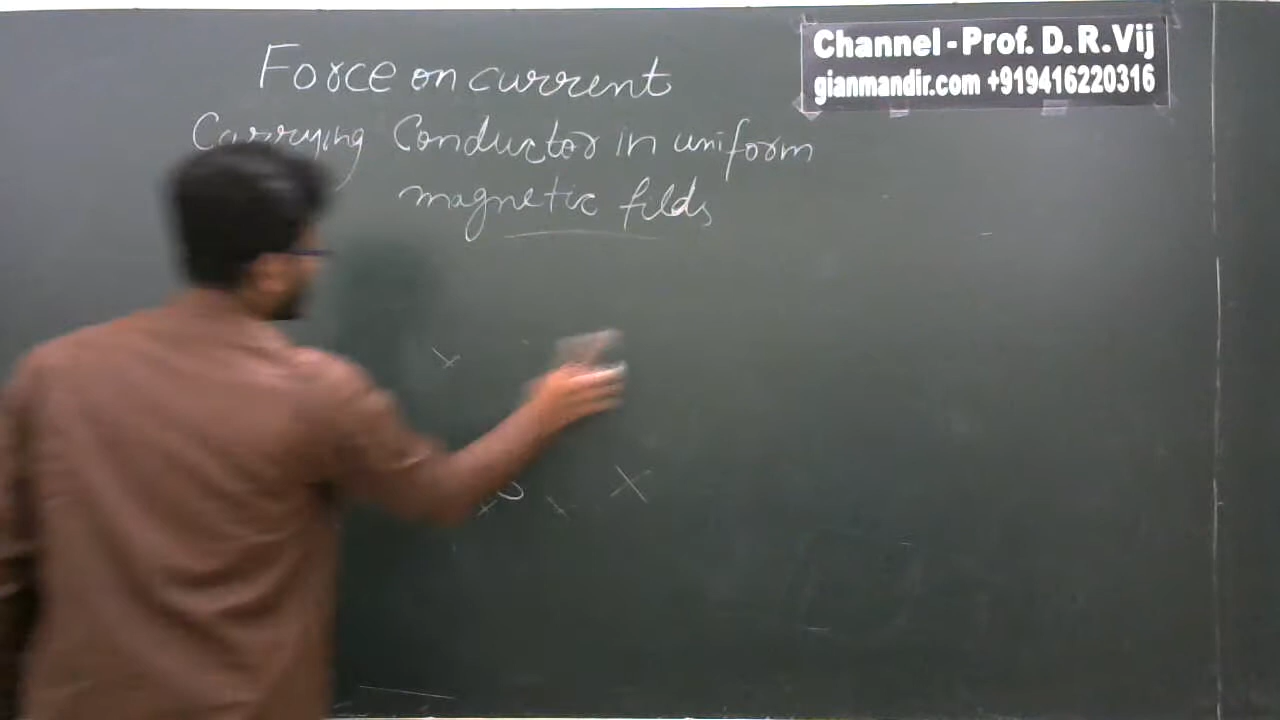 Channel - Prof. D. R. Vij
gianmandir.com +919416220316
Force on current
Carrying Conductor in uniform
magnetic filds